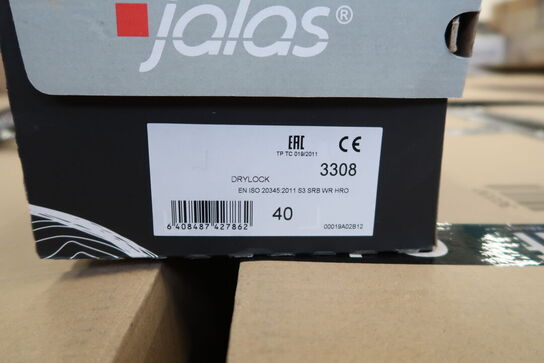 jalas®
EAC CE
TP TC 019/2011
3308
DRYLOCK
EN ISO 20345:2011 S3 SRB WR HRO
40
6 408487 427862
00019A02B12